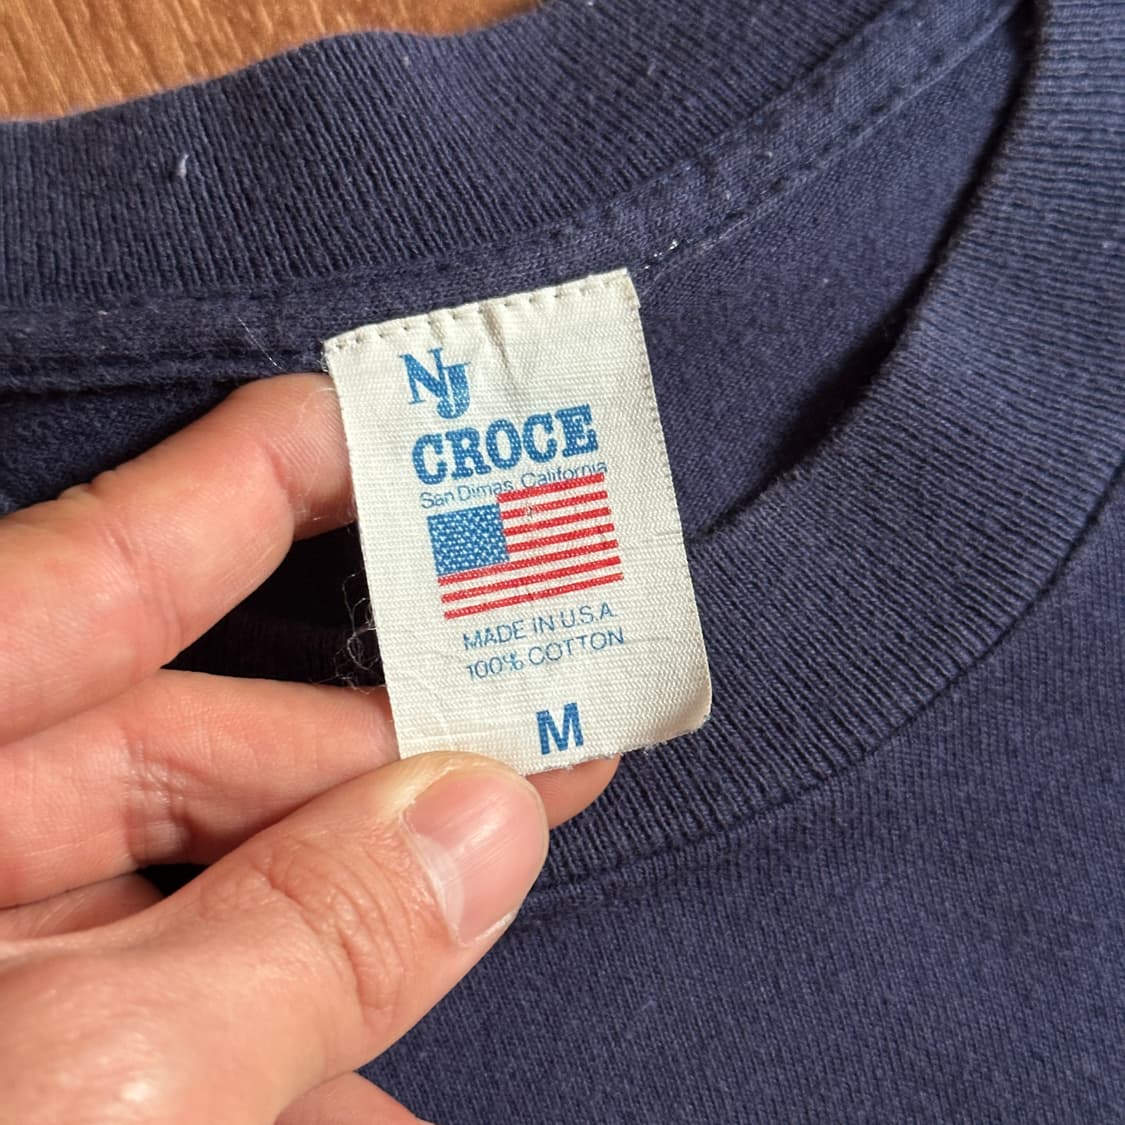 NJ
CROCE
San Dimas, California
MADE IN U.S.A.
100% COTTON
M